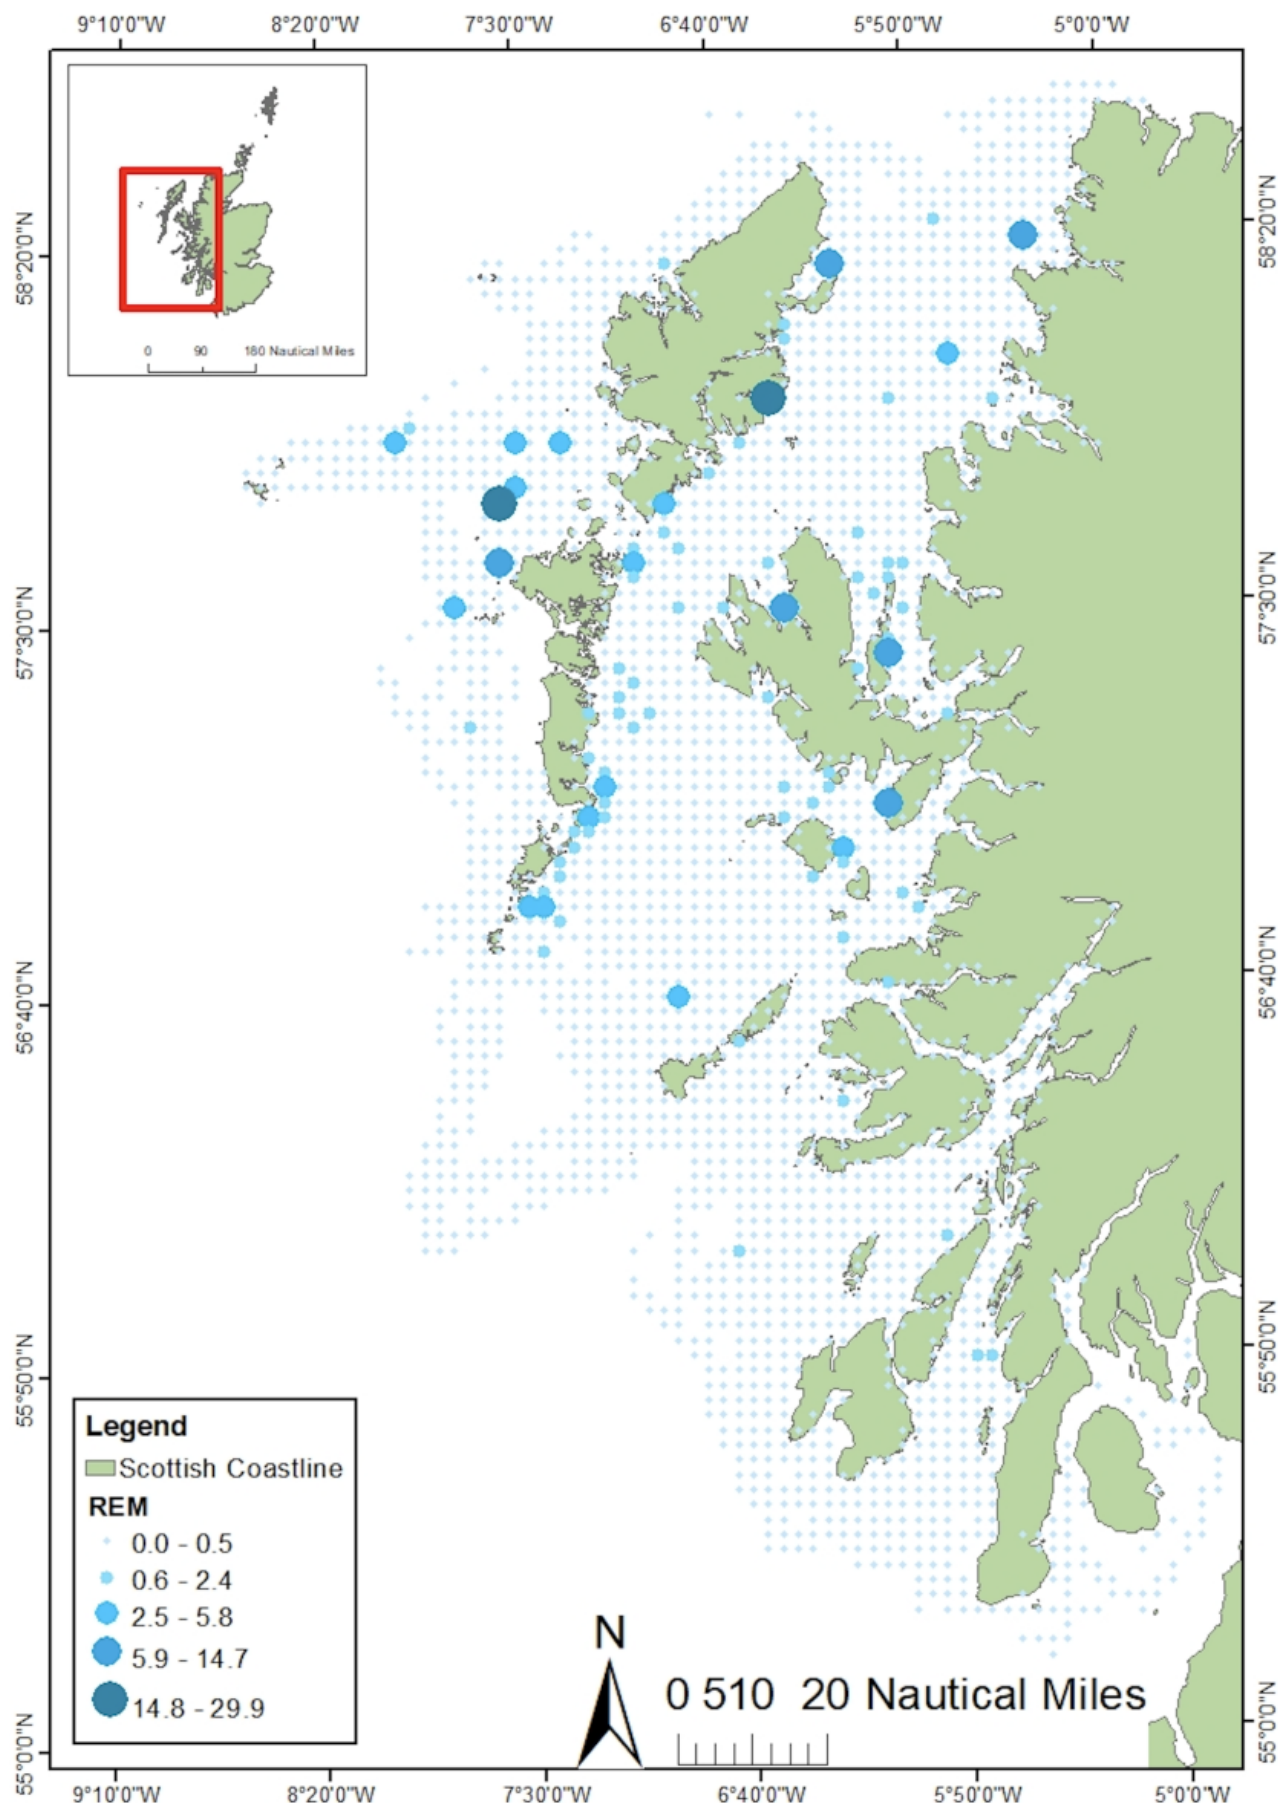 9°10'0"W 8°20'0"W 7°30'0"W 6°40'0"W 5°50'0"W 5°0'0"W
0 90 180 Nautical Miles
58°20'0"N
58°20'0"N
57°30'0"N
57°30'0"N
56°40'0"N
56°40'0"N
55°50'0"N
55°50'0"N
55°0'0"N
55°0'0"N
Legend
Scottish Coastline
REM
0.0 - 0.5
0.6 - 2.4
2.5 - 5.8
5.9 - 14.7
14.8 - 29.9
N
0 510 20 Nautical Miles
9°10'0"W 8°20'0"W 7°30'0"W 6°40'0"W 5°50'0"W 5°0'0"W